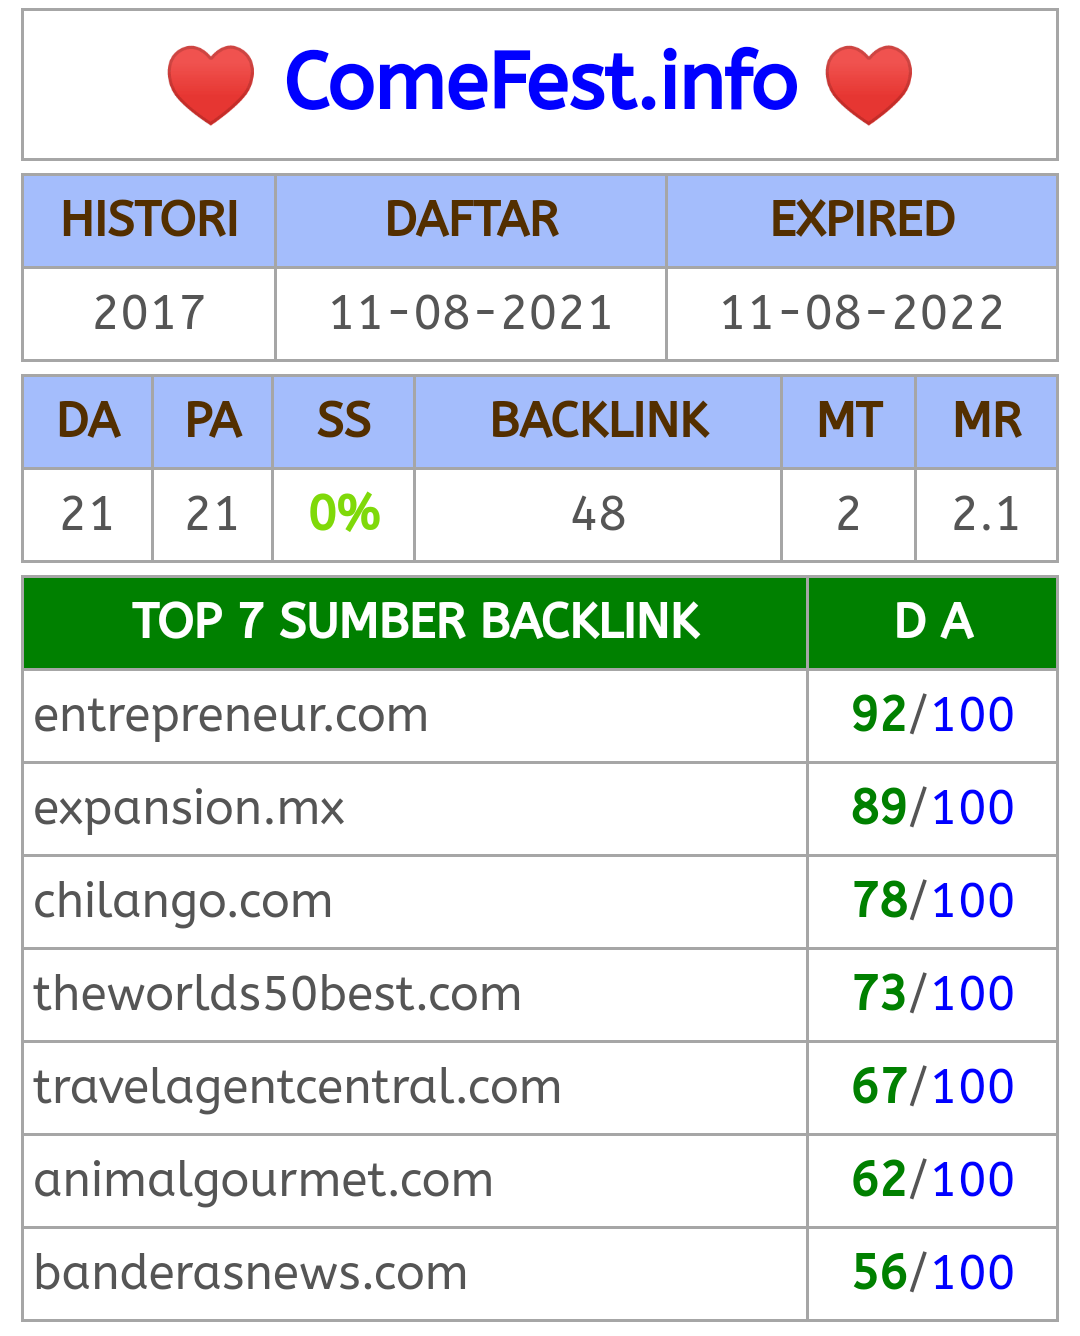 ComeFest.info
HISTORI DAFTAR EXPIRED
2017 11-08-2021 11-08-2022
DA PA SS BACKLINK MT MR
21 21 0% 48 2 2.1
TOP 7 SUMBER BACKLINK D A
entrepreneur.com 92/100
expansion.mx 89/100
chilango.com 78/100
theworlds50best.com 73/100
travelagentcentral.com 67/100
animalgourmet.com 62/100
banderasnews.com 56/100